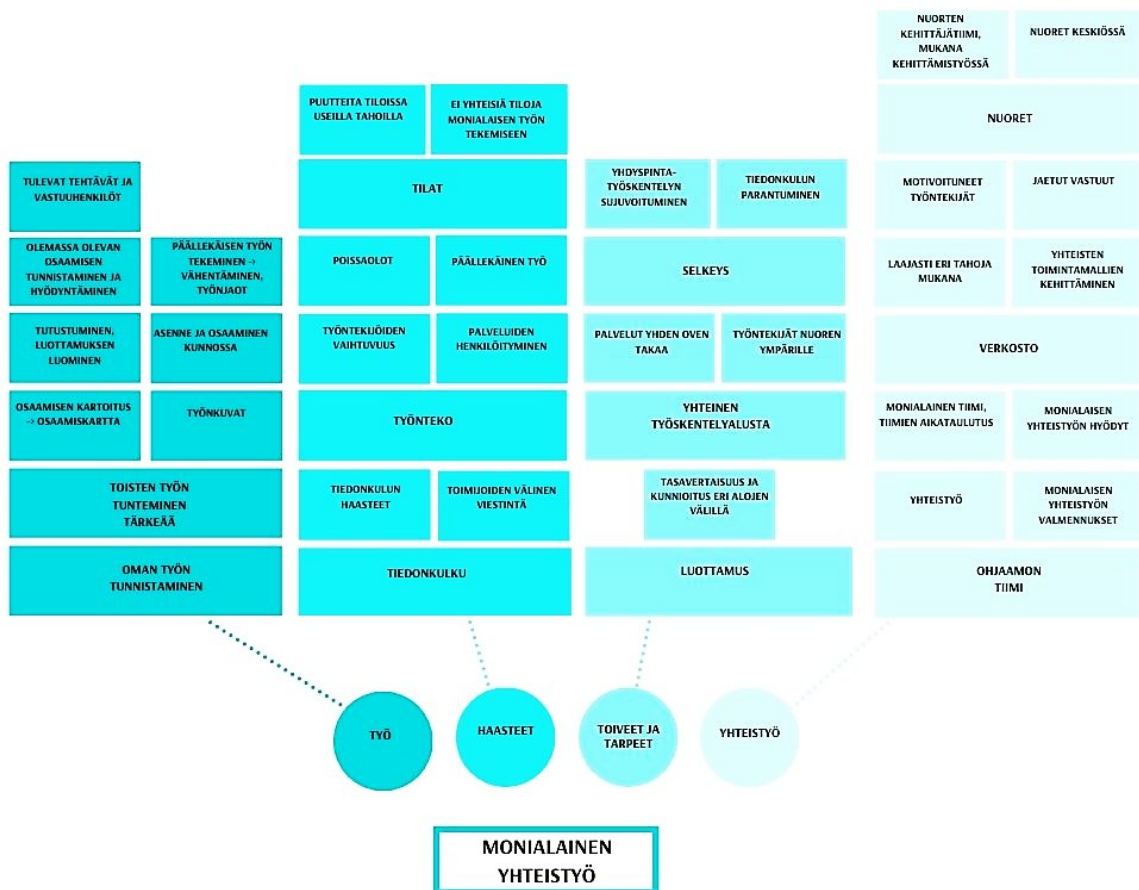 NUORTEN
KEHITTÄJÄTIIMI,
MUKANA
KEHITTÄMISTYÖSSÄ
NUORET KESKIÖSSÄ
NUORET
MOTIVOITUNEET
TYÖNTEKIJÄT
JAETUT VASTUUT
LAAJASTI ERI TAHOJA
MUKANA
YHTEISTEN
TOIMINTAMALLIEN
KEHITTÄMINEN
VERKOSTO
MONIALAINEN TIIMI,
TIIMIEN AIKATAULUTUS
MONIALAISEN
YHTEISTYÖN HYÖDYT
YHTEISTYÖ
MONIALAISEN
YHTEISTYÖN
VALMENNUKSET
OHJAAMON
TIIMI
PUUTTEITA TILOISSA
USEILLA TAHOILLA
EI YHTEISIÄ TILOJA
MONIALAISEN TYÖN
TEKEMISEEN
TILAT
POISSAOLOT
PÄÄLLEKÄINEN TYÖ
TYÖNTEKIJÖIDEN
VAIHTUVUUS
PALVELUIDEN
HENKILÖITYMINEN
TYÖNTEKO
TIEDONKULUN
HAASTEET
TOIMIJOIDEN VÄLINEN
VIESTINTÄ
TIEDONKULKU
TULEVAT TEHTÄVÄT JA
VASTUUHENKILÖT
OLEMASSA OLEVAN
OSAAMISEN
TUNNISTAMINEN JA
HYÖDYNTÄMINEN
PÄÄLLEKÄISEN TYÖN
TEKEMINEN ->
VÄHENTÄMINEN,
TYÖNJAOT
TUTUSTUMINEN,
LUOTTAMUKSEN
LUOMINEN
ASENNE JA OSAAMINEN
KUNNOSSA
OSAAMISEN KARTOITUS
-> OSAAMISKARTTA
TYÖNKUVAT
TOISTEN TYÖN
TUNTEMINEN
TÄRKEÄÄ
OMAN TYÖN
TUNNISTAMINEN
YHDYSPINTA-
TYÖSKENTELYN
SUJUVOITUMINEN
TIEDONKULUN
PARANTUMINEN
SELKEYS
PALVELUT YHDEN OVEN
TAKAA
TYÖNTEKIJÄT NUOREN
YMPÄRILLE
YHTEINEN
TYÖSKENTELYALUSTA
TASAVERTAISUUS JA
KUNNIOITUS ERI ALOJEN
VÄLILLÄ
LUOTTAMUS
TYÖ
HAASTEET
TOIVEET JA
TARPEET
YHTEISTYÖ
MONIALAINEN
YHTEISTYÖ